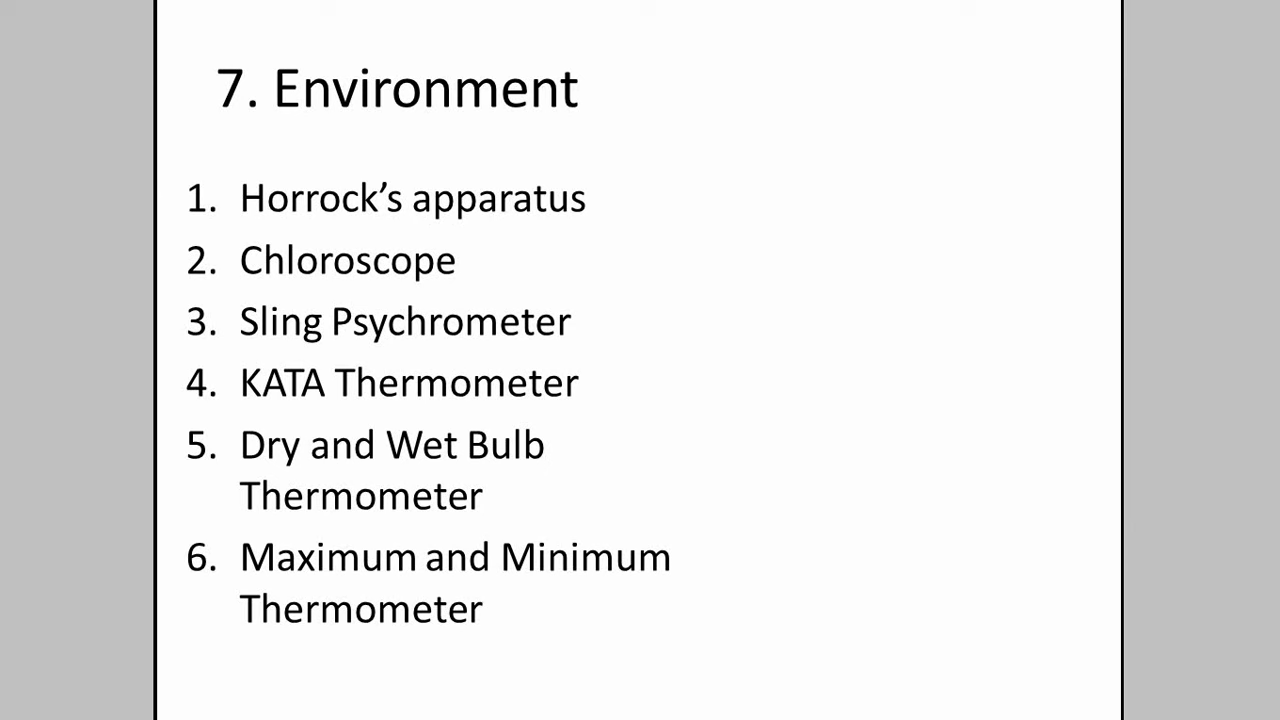 7. Environment
1. Horrock’s apparatus
2. Chloroscope
3. Sling Psychrometer
4. KATA Thermometer
5. Dry and Wet Bulb
Thermometer
6. Maximum and Minimum
Thermometer